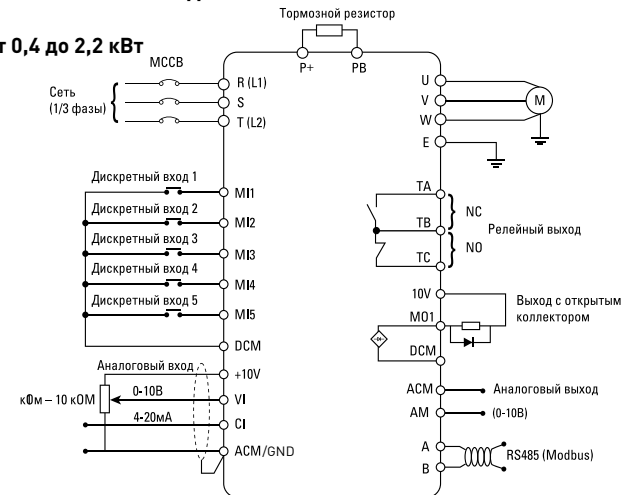 Тормозной резистор
т 0,4 до 2,2 кВт
P+
PB
MCCB
Сеть
(1/3 фазы)
R (L1)
S
T (L2)
U
V
W
E
M
Дискретный вход 1
MI1
Дискретный вход 2
MI2
Дискретный вход 3
MI3
Дискретный вход 4
MI4
Дискретный вход 5
MI5
DCM
TA
TB
TC
NC
NO
Релейный выход
10V
MO1
DCM
Выход с открытым
коллектором
Аналоговый вход
+10V
кОм – 10 кОМ
0-10В
VI
4-20мА
CI
ACM/GND
ACM
Аналоговый выход
AM
(0-10В)
A
B
RS485 (Modbus)